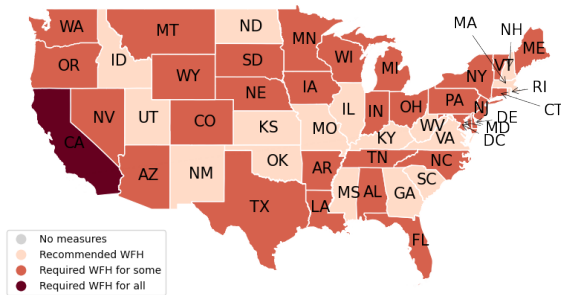 WA
MT
ND
MN
MA
NH
ME
OR
ID
SD
WI
VT
WY
MI
NY
RI
IA
NE
PA
CT
NV
UT
IL
IN
OH
NJ
DE
CA
CO
KS
MO
WV
MD
KY
VA
DC
AZ
NM
OK
TN
NC
AR
SC
MS
AL
GA
TX
LA
FL
No measures
Recommended WFH
Required WFH for some
Required WFH for all